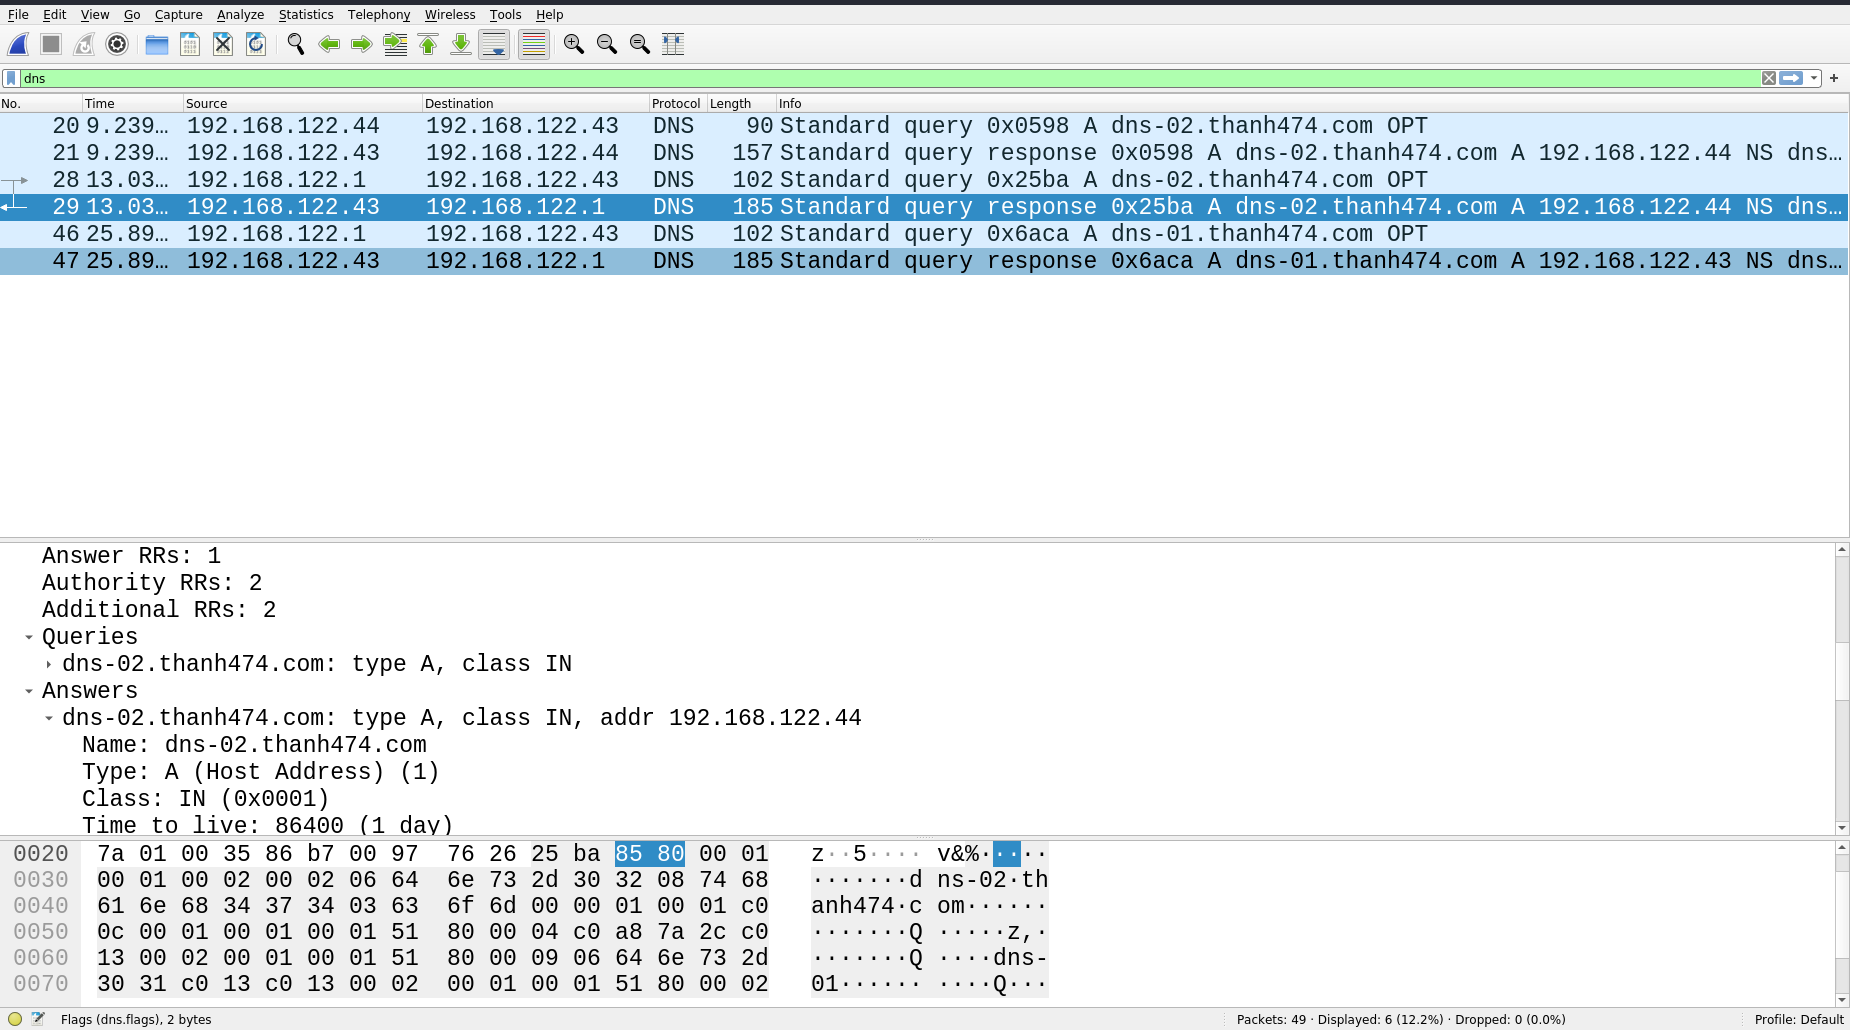 File Edit View Go Capture Analyze Statistics Telephony Wireless Tools Help
dns
No. Time Source Destination Protocol Length Info
20 9.239… 192.168.122.44 192.168.122.43 DNS 90 Standard query 0x0598 A dns-02.thanh474.com OPT
21 9.239… 192.168.122.43 192.168.122.44 DNS 157 Standard query response 0x0598 A dns-02.thanh474.com A 192.168.122.44 NS dns…
28 13.03… 192.168.122.1 192.168.122.43 DNS 102 Standard query 0x25ba A dns-02.thanh474.com OPT
29 13.03… 192.168.122.43 192.168.122.1 DNS 185 Standard query response 0x25ba A dns-02.thanh474.com A 192.168.122.44 NS dns…
46 25.89… 192.168.122.1 192.168.122.43 DNS 102 Standard query 0x6aca A dns-01.thanh474.com OPT
47 25.89… 192.168.122.43 192.168.122.1 DNS 185 Standard query response 0x6aca A dns-01.thanh474.com A 192.168.122.43 NS dns…
Answer RRs: 1
Authority RRs: 2
Additional RRs: 2
Queries
dns-02.thanh474.com: type A, class IN
Answers
dns-02.thanh474.com: type A, class IN, addr 192.168.122.44
Name: dns-02.thanh474.com
Type: A (Host Address) (1)
Class: IN (0x0001)
Time to live: 86400 (1 day)
0020 7a 01 00 35 86 b7 00 97 76 26 25 ba 85 80 00 01 z··5···· v&%·····
0030 00 01 00 02 00 02 06 64 6e 73 2d 30 32 08 74 68 ·······d ns-02·th
0040 61 6e 68 34 37 34 03 63 6f 6d 00 00 01 00 01 c0 anh474·c om······
0050 0c 00 01 00 01 00 01 51 80 00 04 c0 a8 7a 2c c0 ·······Q ·····z,·
0060 13 00 02 00 01 00 01 51 80 00 09 06 64 6e 73 2d ·······Q ····dns-
0070 30 31 c0 13 c0 13 00 02 00 01 00 01 51 80 00 02 01······ ····Q···
Flags (dns.flags), 2 bytes Packets: 49 · Displayed: 6 (12.2%) · Dropped: 0 (0.0%) Profile: Default